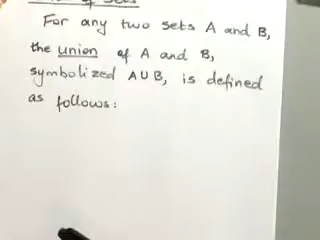 For any two sets A and B,
the union of A and B,
symbolized A ∪ B, is defined
as follows: